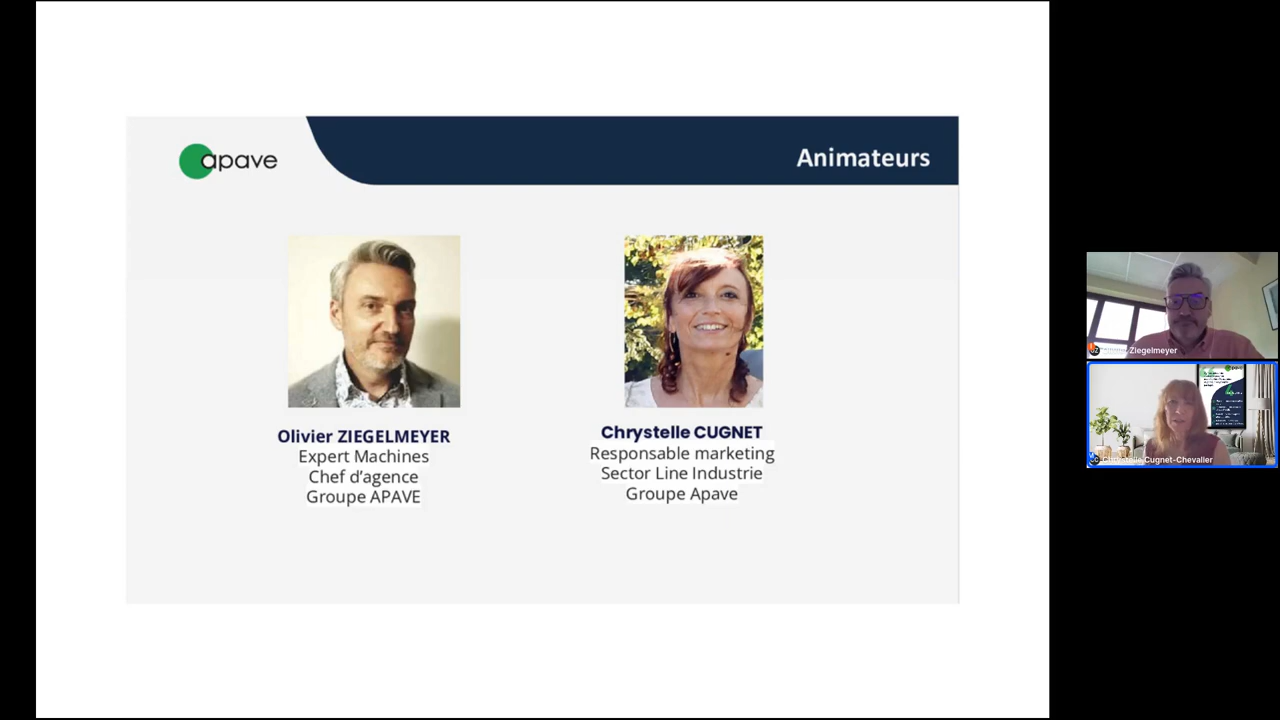 apave
Animateurs
Olivier ZIEGELMEYER
Expert Machines
Chef d'agence
Groupe APAVE
Chrystelle CUGNET
Responsable marketing
Sector Line Industrie
Groupe Apave
Ziegelmeyer
Chrystelle Cugnet-Chevalier